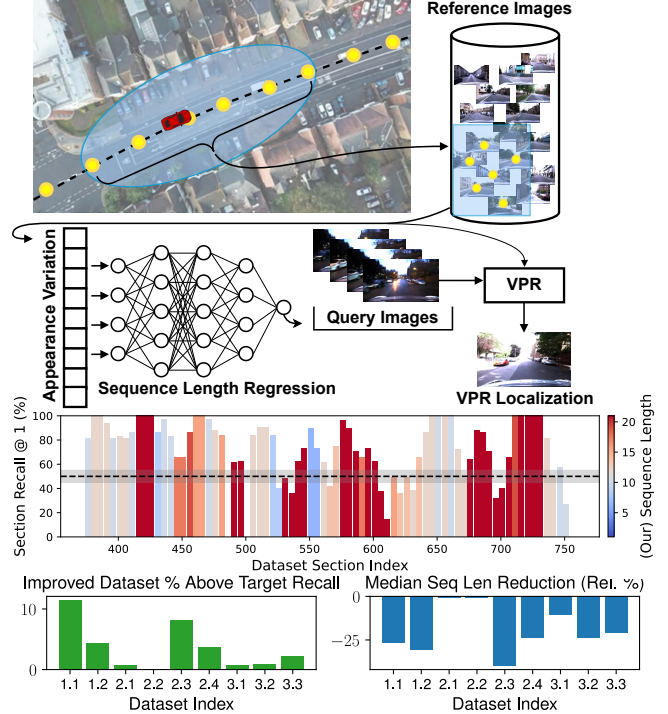 Reference Images
Appearance Variation
Sequence Length Regression
Query Images
VPR
VPR Localization
Section Recall @ 1 (%)
100
80
60
40
20
0
400 450 500 550 600 650 700 750
Dataset Section Index
20
15
10
5
(Our) Sequence Length
Improved Dataset % Above Target Recall
10
0
1.1 1.2 2.1 2.2 2.3 2.4 3.1 3.2 3.3
Dataset Index
Median Seq Len Reduction (Rel. %)
0
−25
1.1 1.2 2.1 2.2 2.3 2.4 3.1 3.2 3.3
Dataset Index